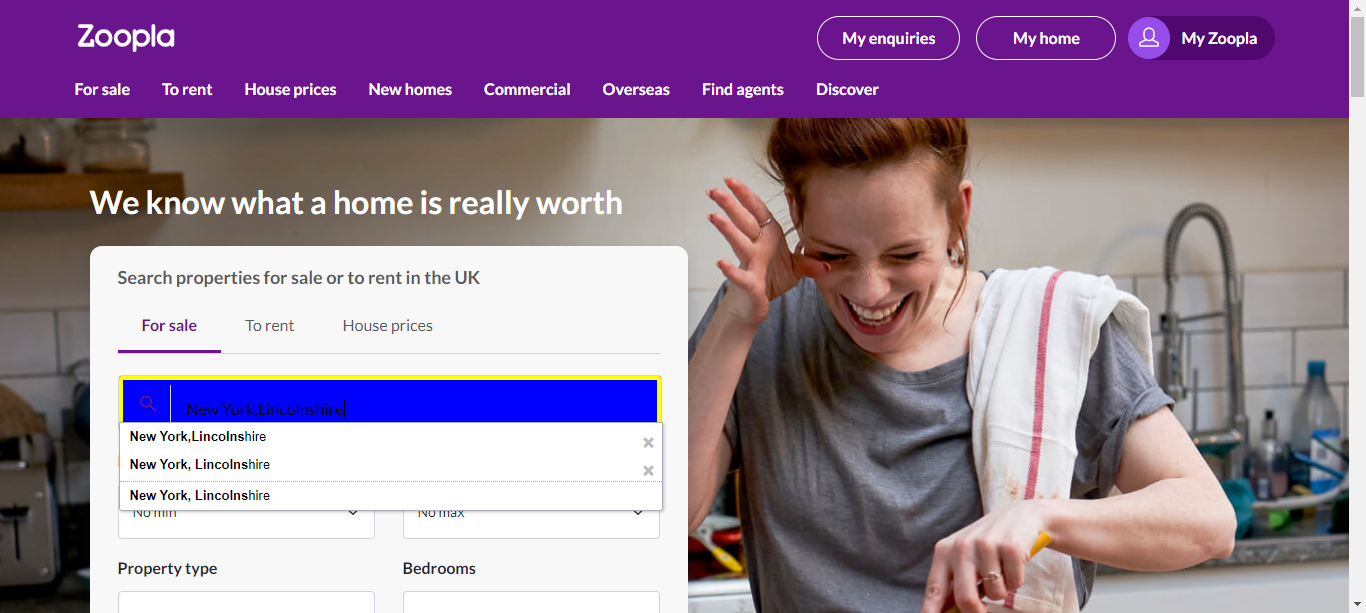 Zoopla
My enquiries
My home
My Zoopla
For sale
To rent
House prices
New homes
Commercial
Overseas
Find agents
Discover
We know what a home is really worth
Search properties for sale or to rent in the UK
For sale
To rent
House prices
New York,Lincolnshire
New York,Lincolnshire
New York, Lincolnshire
New York, Lincolnshire
No min
No max
Property type
Bedrooms